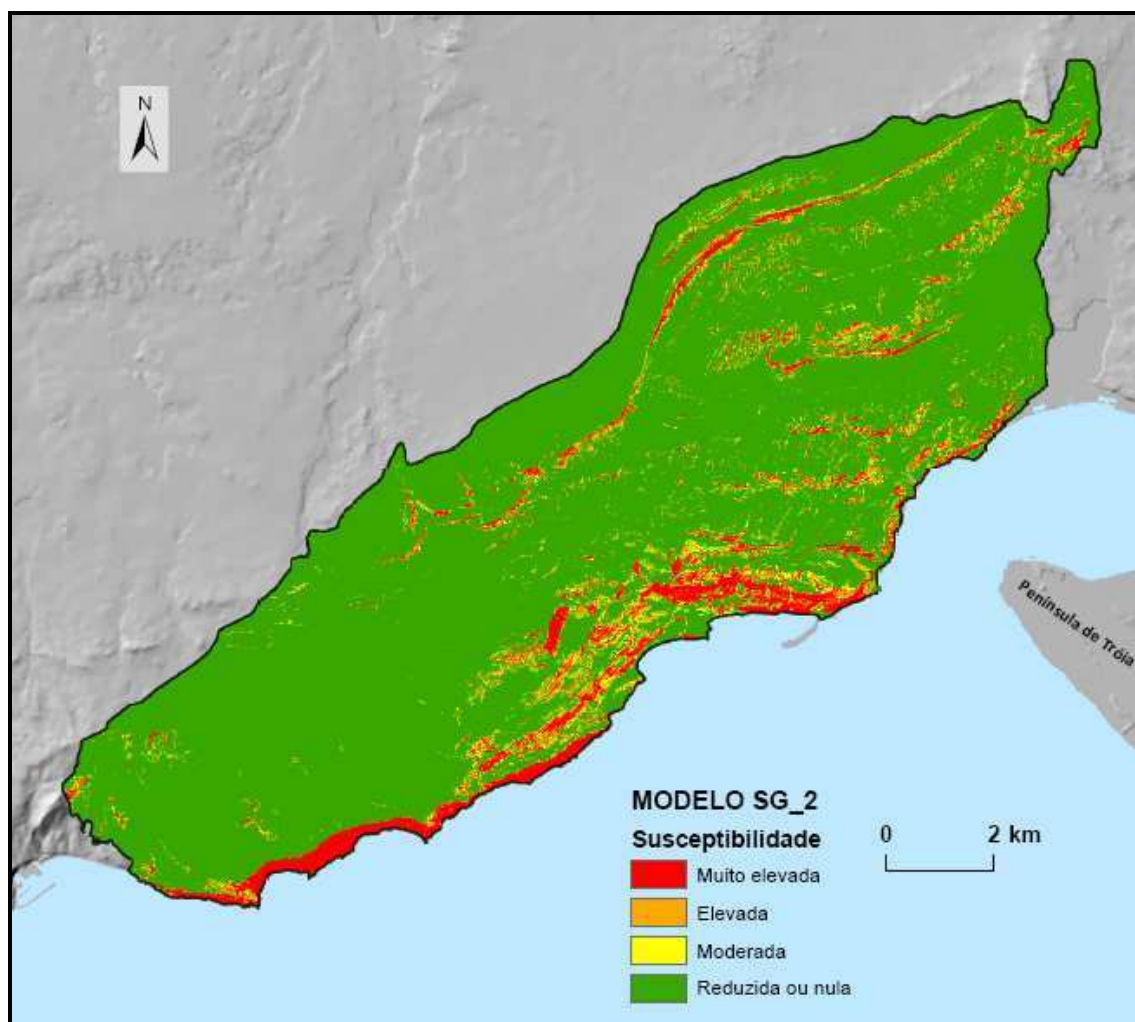 N
Península de Tróia
MODELO SG_2
Susceptibilidade
0 2 km
Muito elevada
Elevada
Moderada
Reduzida ou nula